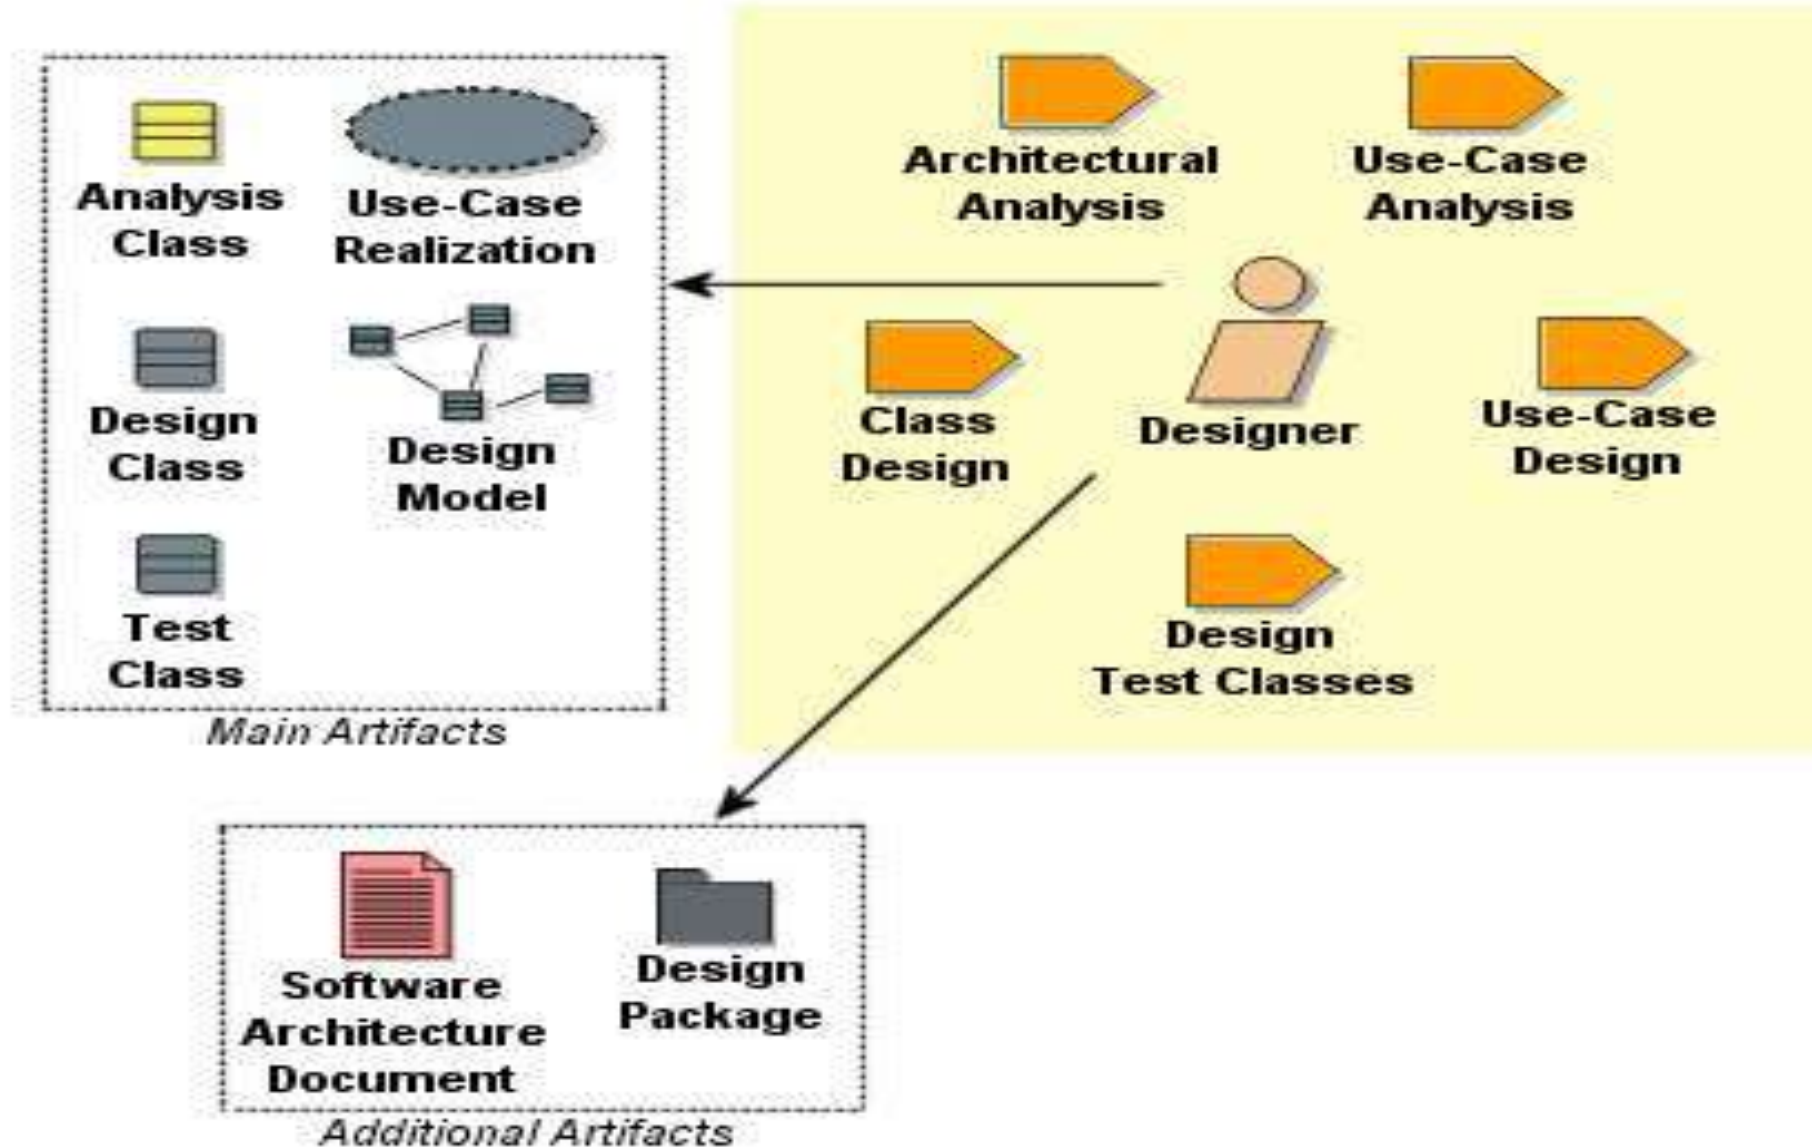 Analysis
Class
Use-Case
Realization
Design
Class
Design
Model
Test
Class
Main Artifacts
Architectural
Analysis
Use-Case
Analysis
Class
Design
Designer
Use-Case
Design
Design
Test Classes
Software
Architecture
Document
Design
Package
Additional Artifacts